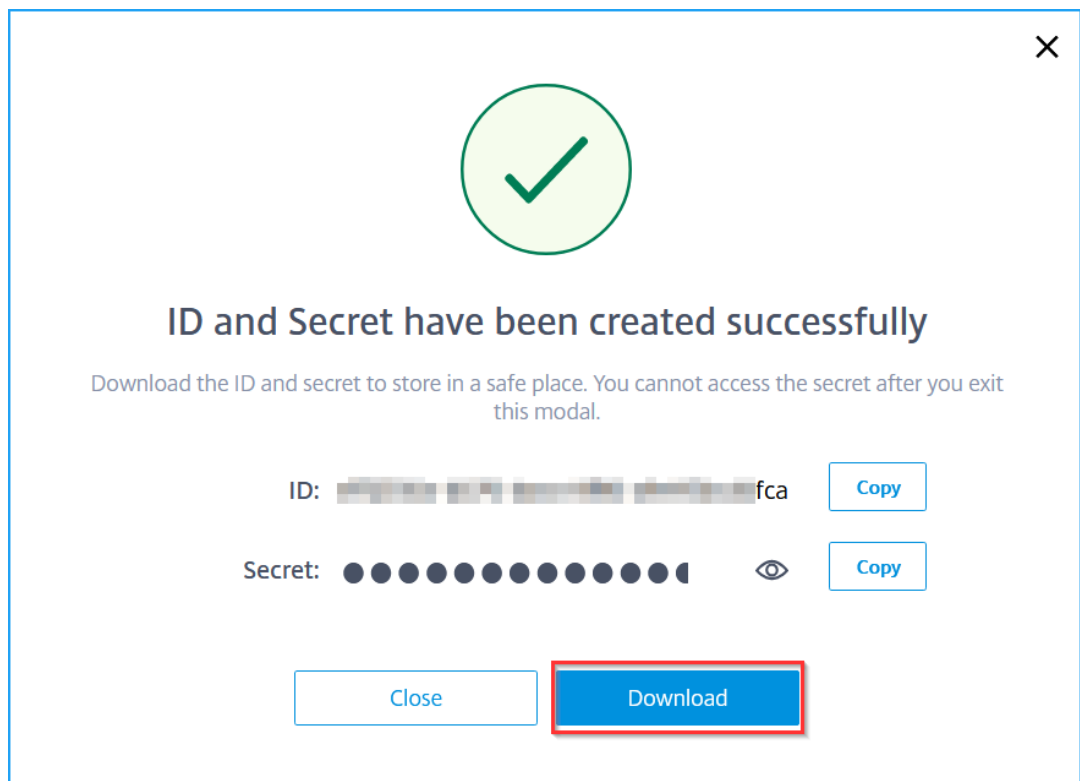 ID and Secret have been created successfully
Download the ID and secret to store in a safe place. You cannot access the secret after you exit
this modal.
ID: fca Copy
Secret: Copy
Close Download